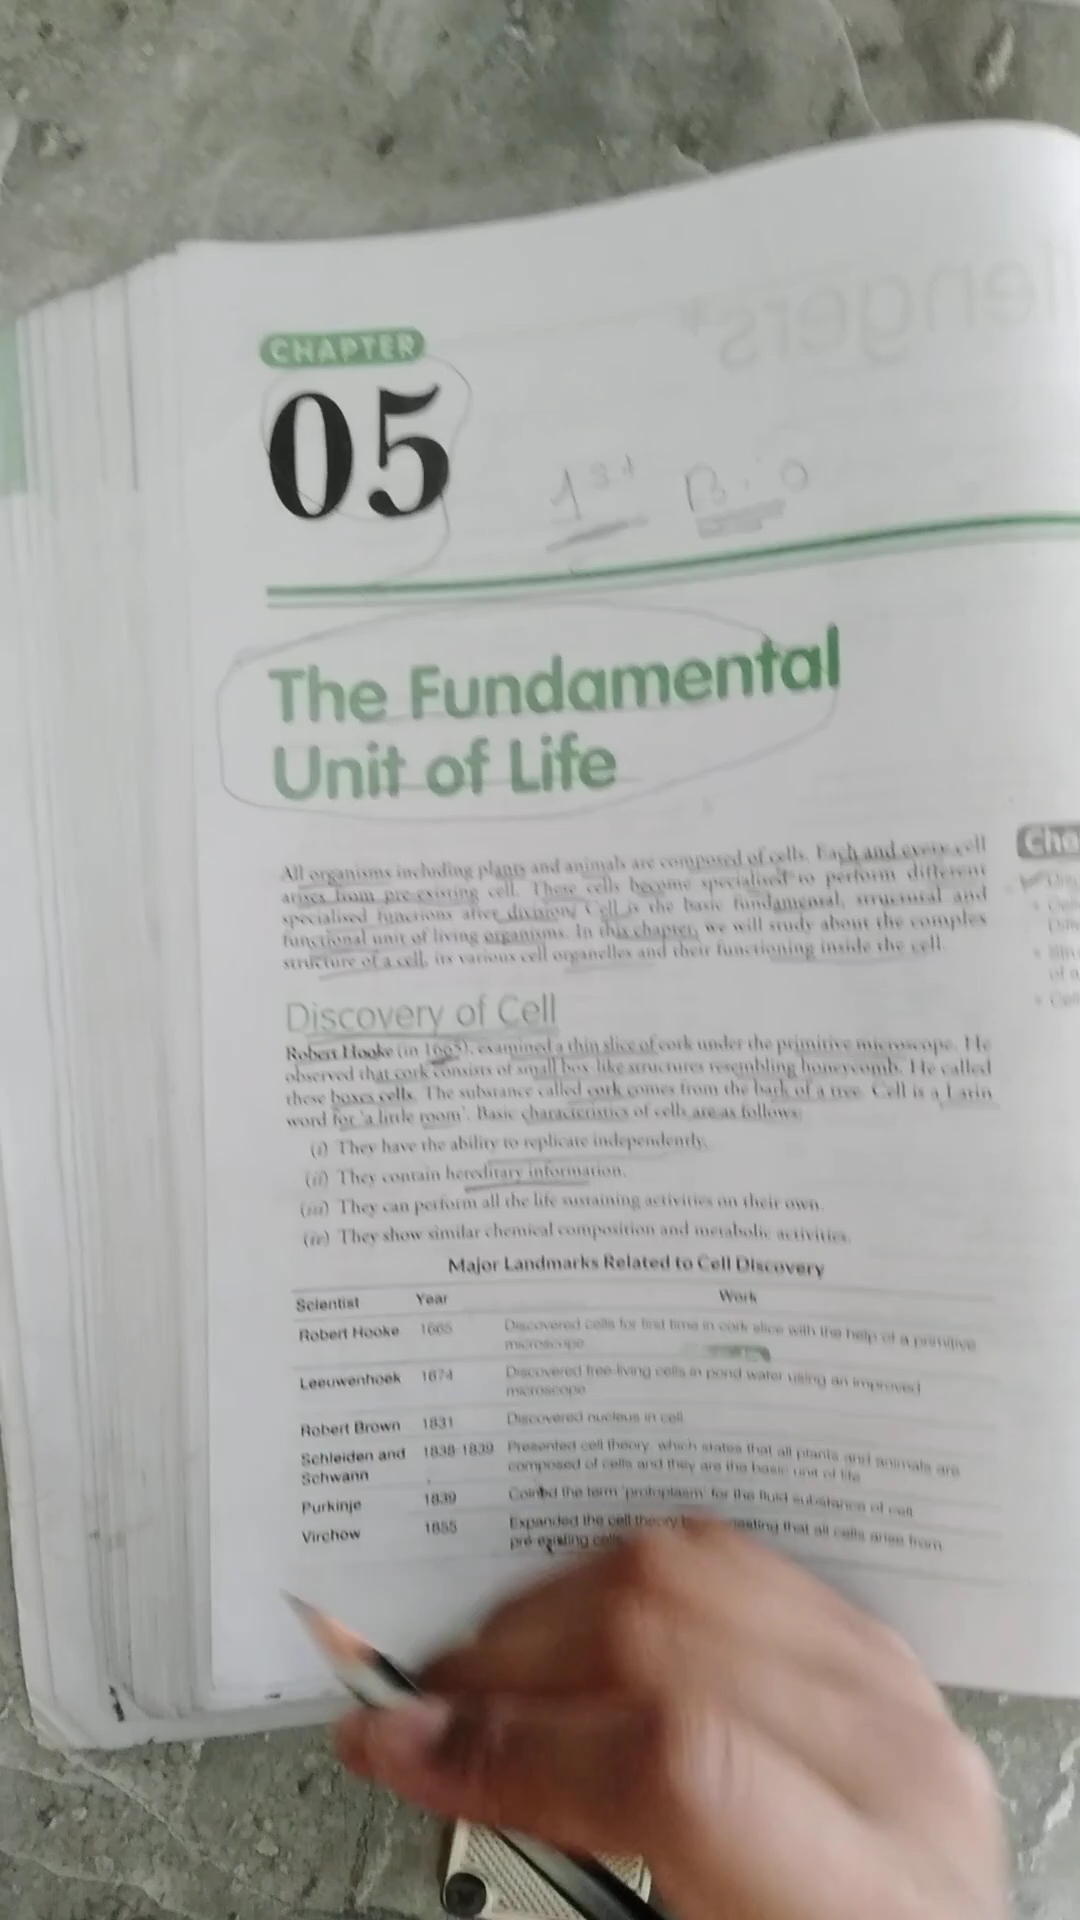 CHAPTER
05
1st Bio
The Fundamental
Unit of Life
All organisms including plants and animals are composed of cells. Each and every cell
arises from pre-existing cell. These cells become specialised to perform different
specialised functions after division. Cell is the basic fundamental, structural and
functional unit of living organisms. In this chapter, we will study about the complex
structure of a cell, its various cell organelles and their functioning inside the cell.
Cha
Discovery of Cell
Robert Hooke (in 1665), examined a thin slice of cork under the primitive microscope. He
observed that cork consists of small box-like structures resembling honeycomb. He called
these boxes cells. The substance called cork comes from the bark of a tree. Cell is a Latin
word for 'a little room'. Basic characteristics of cells are as follows:
(i) They have the ability to replicate independently.
(ii) They contain hereditary information.
(iii) They can perform all the life sustaining activities on their own.
(iv) They show similar chemical composition and metabolic activities.
Major Landmarks Related to Cell Discovery
Scientist Year Work
Robert Hooke 1665 Discovered cells for first time in cork slice with the help of a primitive
microscope
Leeuwenhoek 1674 Discovered free-living cells in pond water using an improved
microscope
Robert Brown 1831 Discovered nucleus in cell
Schleiden and 1838-1839 Presented cell theory, which states that all plants and animals are
Schwann composed of cells and they are the basic unit of life
Purkinje 1839 Coined the term 'protoplasm' for the fluid substance of cell
Virchow 1855 Expanded the cell theory that all cells arise from
pre-existing cells